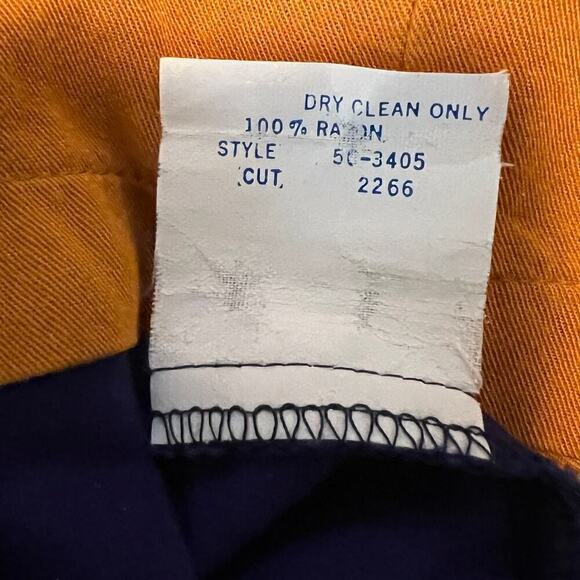 DRY CLEAN ONLY
100% RAYON
STYLE
CUT 2266